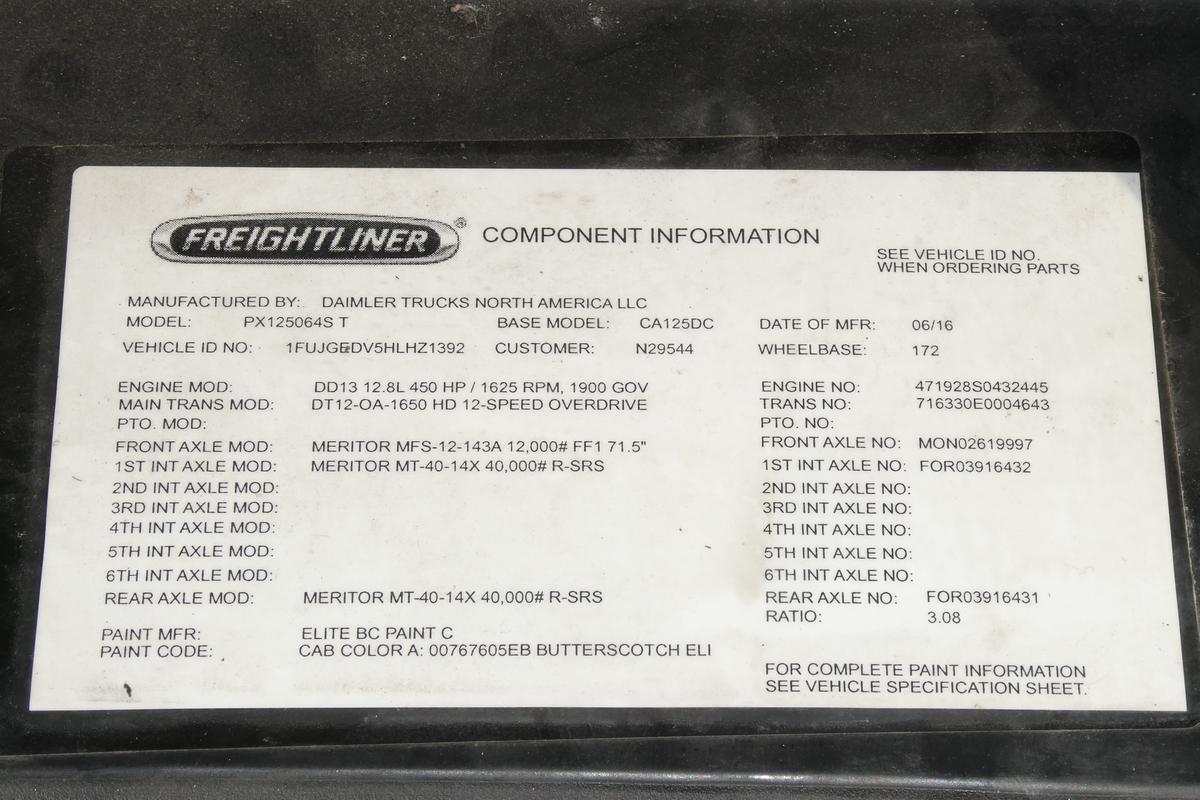 FREIGHTLINER® COMPONENT INFORMATION
SEE VEHICLE ID NO.
WHEN ORDERING PARTS
MANUFACTURED BY: DAIMLER TRUCKS NORTH AMERICA LLC
MODEL: PX125064S T BASE MODEL: CA125DC DATE OF MFR: 06/16
VEHICLE ID NO: 1FUJGEDV5HLHZ1392 CUSTOMER: N29544 WHEELBASE: 172
ENGINE MOD: DD13 12.8L 450 HP / 1625 RPM, 1900 GOV ENGINE NO: 471928S0432445
MAIN TRANS MOD: DT12-OA-1650 HD 12-SPEED OVERDRIVE TRANS NO: 716330E0004643
PTO. MOD: PTO. NO:
FRONT AXLE MOD: MERITOR MFS-12-143A 12,000# FF1 71.5" FRONT AXLE NO: MON02619997
1ST INT AXLE MOD: MERITOR MT-40-14X 40,000# R-SRS 1ST INT AXLE NO: FOR03916432
2ND INT AXLE MOD: 2ND INT AXLE NO:
3RD INT AXLE MOD: 3RD INT AXLE NO:
4TH INT AXLE MOD: 4TH INT AXLE NO:
5TH INT AXLE MOD: 5TH INT AXLE NO:
6TH INT AXLE MOD: 6TH INT AXLE NO:
REAR AXLE MOD: MERITOR MT-40-14X 40,000# R-SRS REAR AXLE NO: FOR03916431
RATIO: 3.08
PAINT MFR: ELITE BC PAINT C
PAINT CODE: CAB COLOR A: 00767605EB BUTTERSCOTCH ELI
FOR COMPLETE PAINT INFORMATION
SEE VEHICLE SPECIFICATION SHEET.